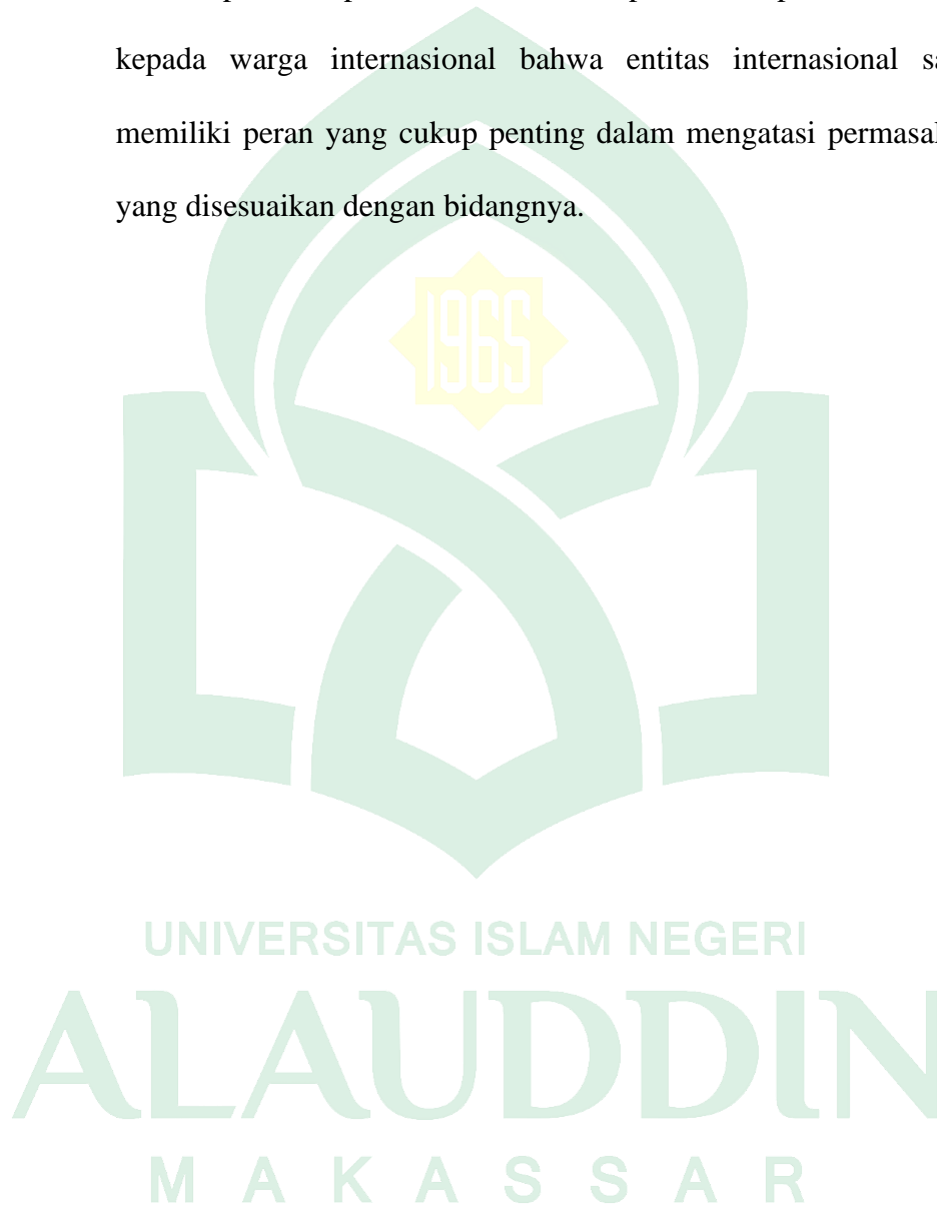 kepada warga internasional bahwa entitas internasional
memiliki peran yang cukup penting dalam mengatasi
yang disesuaikan dengan bidangnya.
1965
UNIVERSITAS ISLAM NEGERI
ALAUDDIN
MAKASSAR